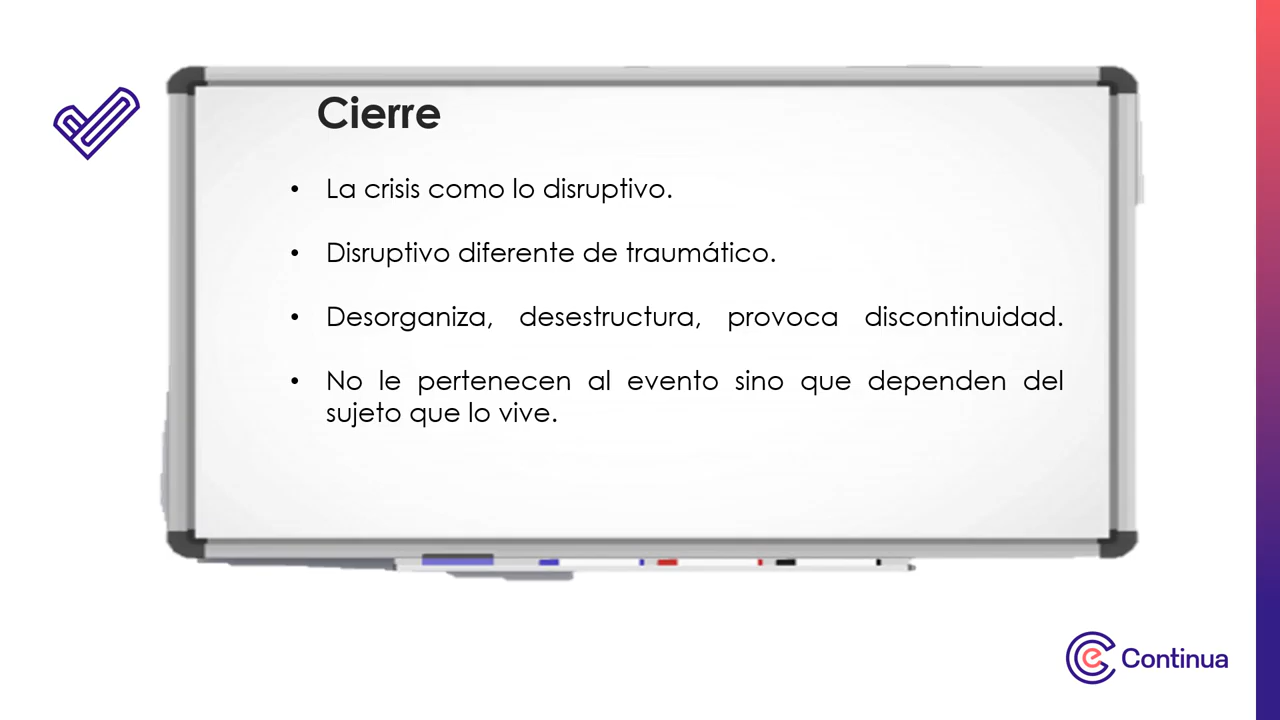 Cierre
• La crisis como lo disruptivo.
• Disruptivo diferente de traumático.
• Desorganiza, desestructura, provoca discontinuidad.
• No le pertenecen al evento sino que dependen del
sujeto que lo vive.
e Continua